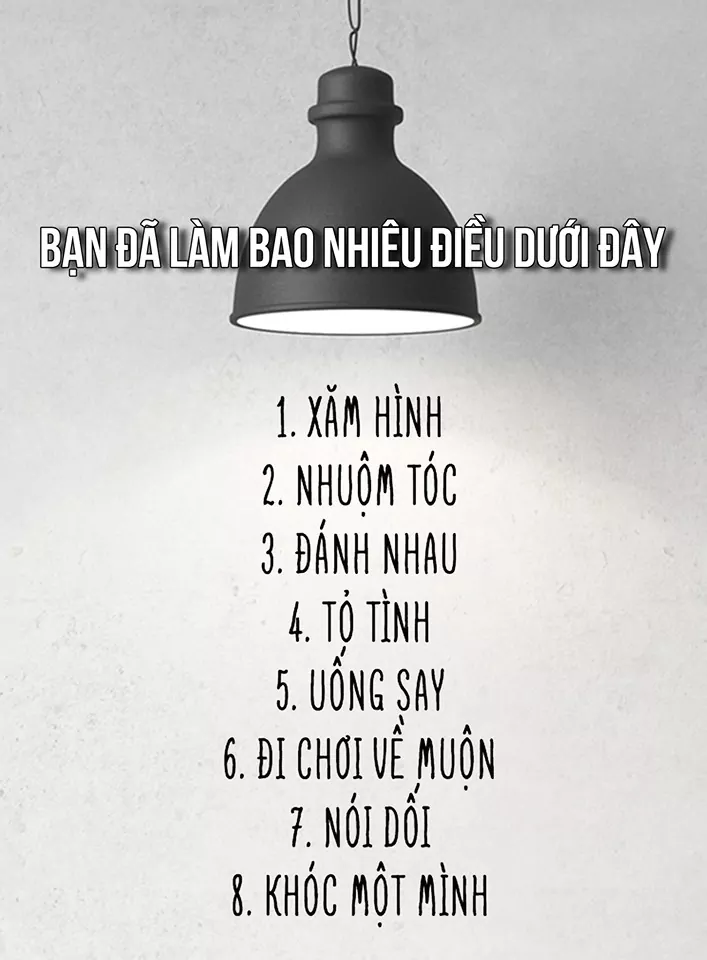 BẠN ĐÃ LÀM BAO NHIÊU ĐIỀU DƯỚI ĐÂY
1. XĂM HÌNH
2. NHUỘM TÓC
3. ĐÁNH NHAU
4. TỎ TÌNH
5. UỐNG SAY
6. ĐI CHƠI VỀ MUỘN
7. NÓI DỐI
8. KHÓC MỘT MÌNH